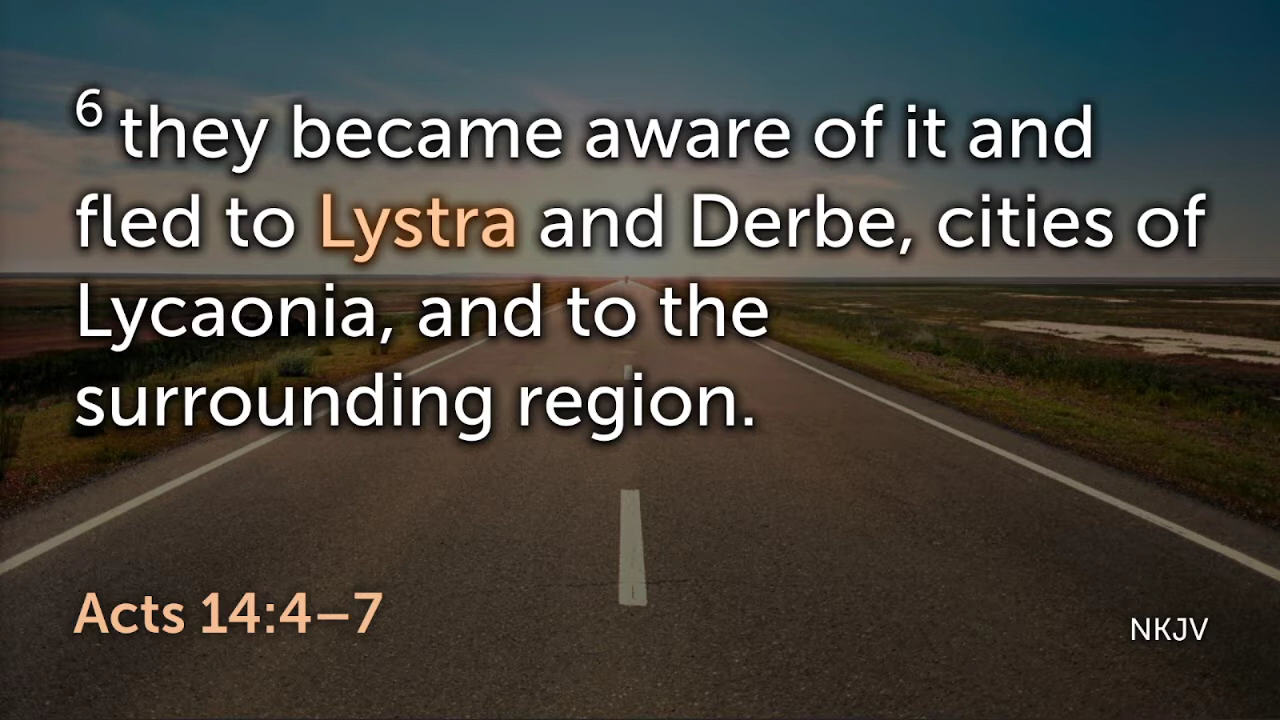 6 they became aware of it and
fled to Lystra and Derbe, cities of
Lycaonia, and to the
surrounding region.
Acts 14:4–7
NKJV